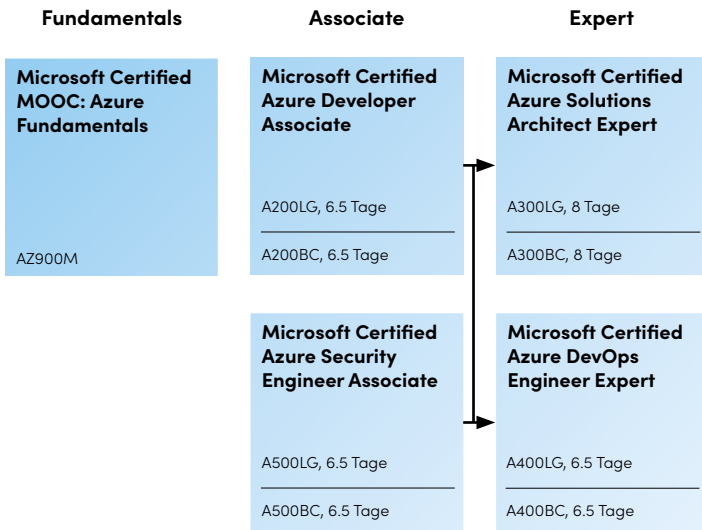 Fundamentals
Associate
Expert
Microsoft Certified
MOOC: Azure
Fundamentals
AZ900M
Microsoft Certified
Azure Developer
Associate
A200LG, 6.5 Tage
A200BC, 6.5 Tage
Microsoft Certified
Azure Solutions
Architect Expert
A300LG, 8 Tage
A300BC, 8 Tage
Microsoft Certified
Azure Security
Engineer Associate
A500LG, 6.5 Tage
A500BC, 6.5 Tage
Microsoft Certified
Azure DevOps
Engineer Expert
A400LG, 6.5 Tage
A400BC, 6.5 Tage